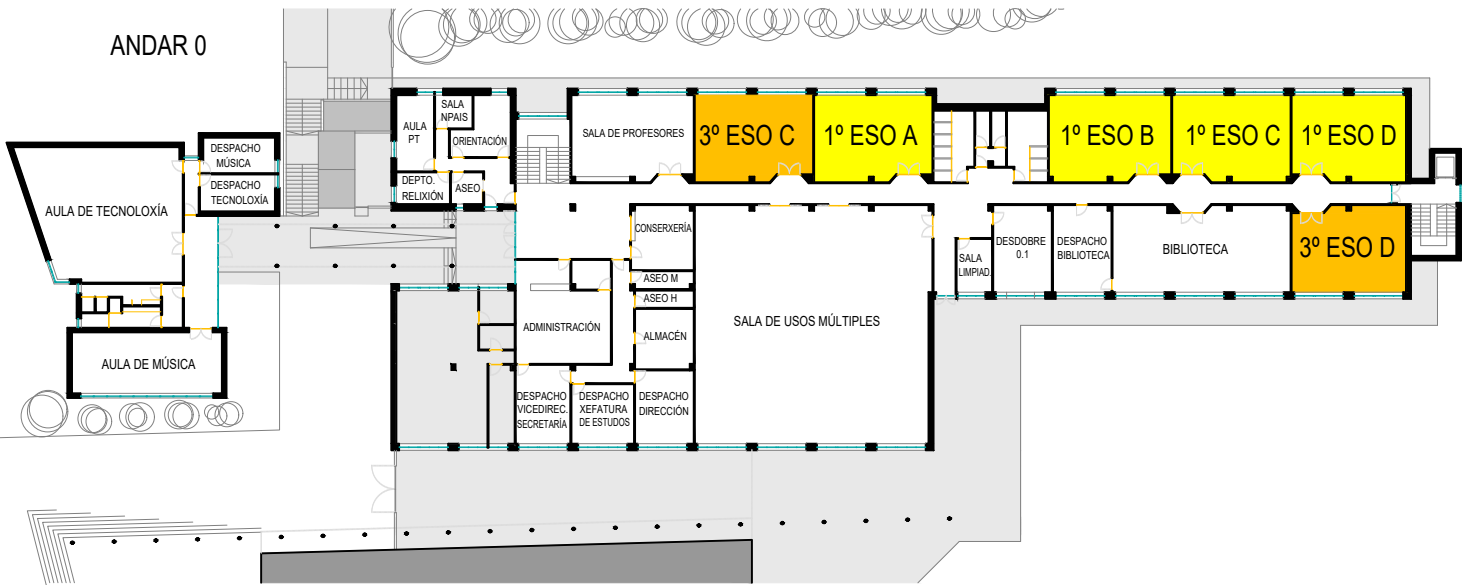 ANDAR 0
SALA
NPAIS
AULA
PT
ORIENTACIÓN
SALA DE PROFESORES
3º ESO C
1º ESO A
1º ESO B
1º ESO C
1º ESO D
DESPACHO
MÚSICA
DESPACHO
TECNOLOXÍA
DEPTO.
RELIXIÓN
ASEO
AULA DE TECNOLOXÍA
CONSERXERÍA
SALA
LIMPIAD.
DESDOBRE
0.1
DESPACHO
BIBLIOTECA
BIBLIOTECA
3º ESO D
ASEO M
ASEO H
ADMINISTRACIÓN
ALMACÉN
SALA DE USOS MÚLTIPLES
AULA DE MÚSICA
DESPACHO
VICEDIREC.
SECRETARÍA
DESPACHO
XEFATURA
DE ESTUDOS
DESPACHO
DIRECCIÓN